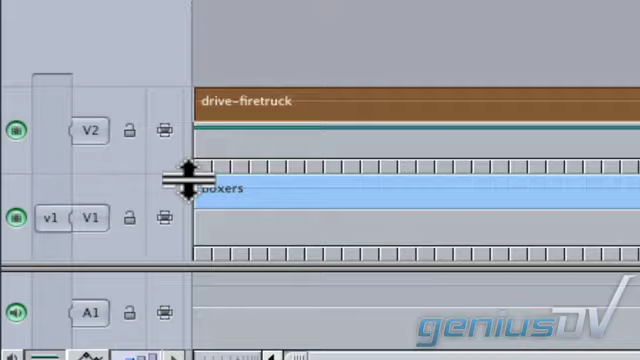 drive-firetruck
V2
boxers
v1 V1
A1
geniusDV